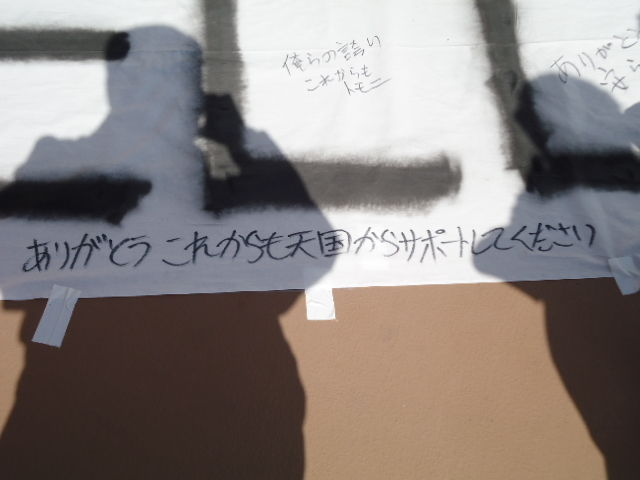 俺らの誇り
これからも
トモニ
ありがと
ありがとう これからも天国からサポートしてください